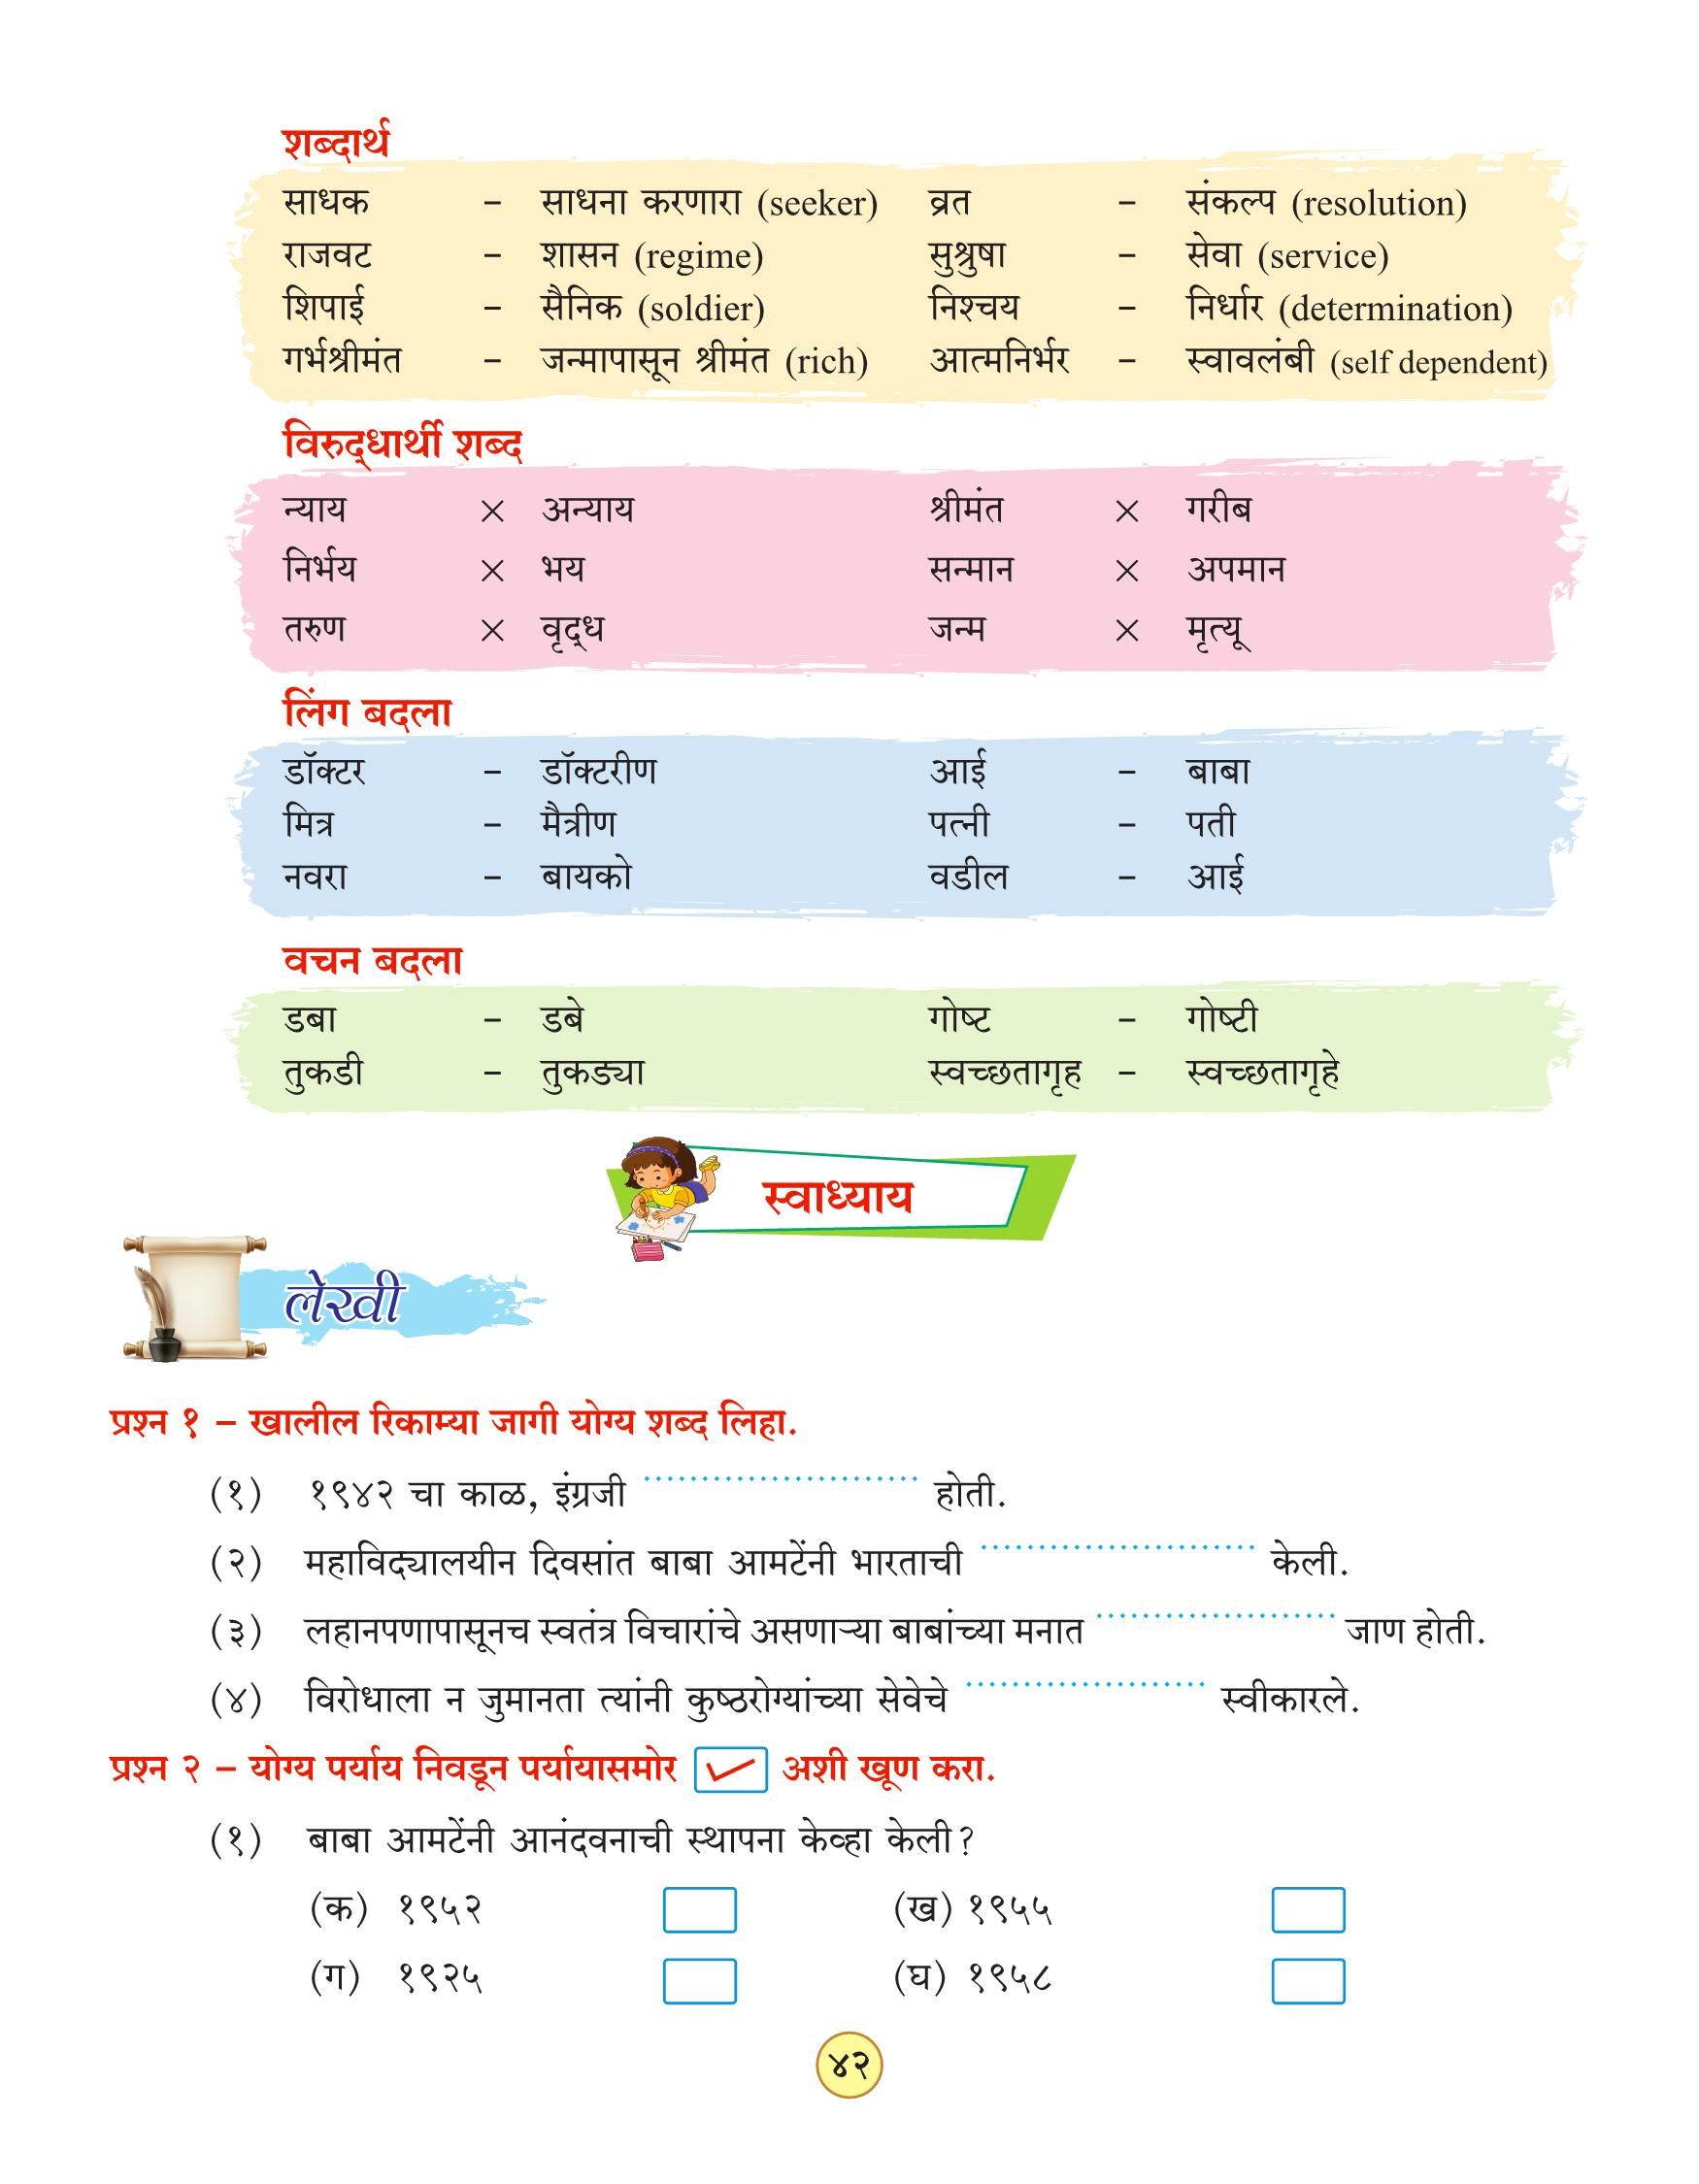 शब्दार्थ
साधक – साधना करणारा (seeker) व्रत – संकल्प (resolution)
राजवट – शासन (regime) सुश्रुषा – सेवा (service)
शिपाई – सैनिक (soldier) निश्चय – निर्धार (determination)
गर्भश्रीमंत – जन्मापासून श्रीमंत (rich) आत्मनिर्भर – स्वावलंबी (self dependent)
विरुद्धार्थी शब्द
न्याय × अन्याय श्रीमंत × गरीब
निर्भय × भय सन्मान × अपमान
तरुण × वृद्ध जन्म × मृत्यू
लिंग बदला
डॉक्टर – डॉक्टरीण आई – बाबा
मित्र – मैत्रीण पत्नी – पती
नवरा – बायको वडील – आई
वचन बदला
डबा – डबे गोष्ट – गोष्टी
तुकडी – तुकड्या स्वच्छतागृह – स्वच्छतागृहे
स्वाध्याय
लेखी
प्रश्न १ – खालील रिकाम्या जागी योग्य शब्द लिहा.
(१) १९४२ चा काळ, इंग्रजी ........................ होती.
(२) महाविद्यालयीन दिवसांत बाबा आमटेंनी भारताची ........................ केली.
(३) लहानपणापासूनच स्वतंत्र विचारांचे असणाऱ्या बाबांच्या मनात ..................... जाण होती.
(४) विरोधाला न जुमानता त्यांनी कुष्ठरोग्यांच्या सेवेचे ..................... स्वीकारले.
प्रश्न २ – योग्य पर्याय निवडून पर्यायासमोर ✓ अशी खूण करा.
(१) बाबा आमटेंनी आनंदवनाची स्थापना केव्हा केली?
(क) १९५२ (ख) १९५५
(ग) १९२५ (घ) १९५८
४२